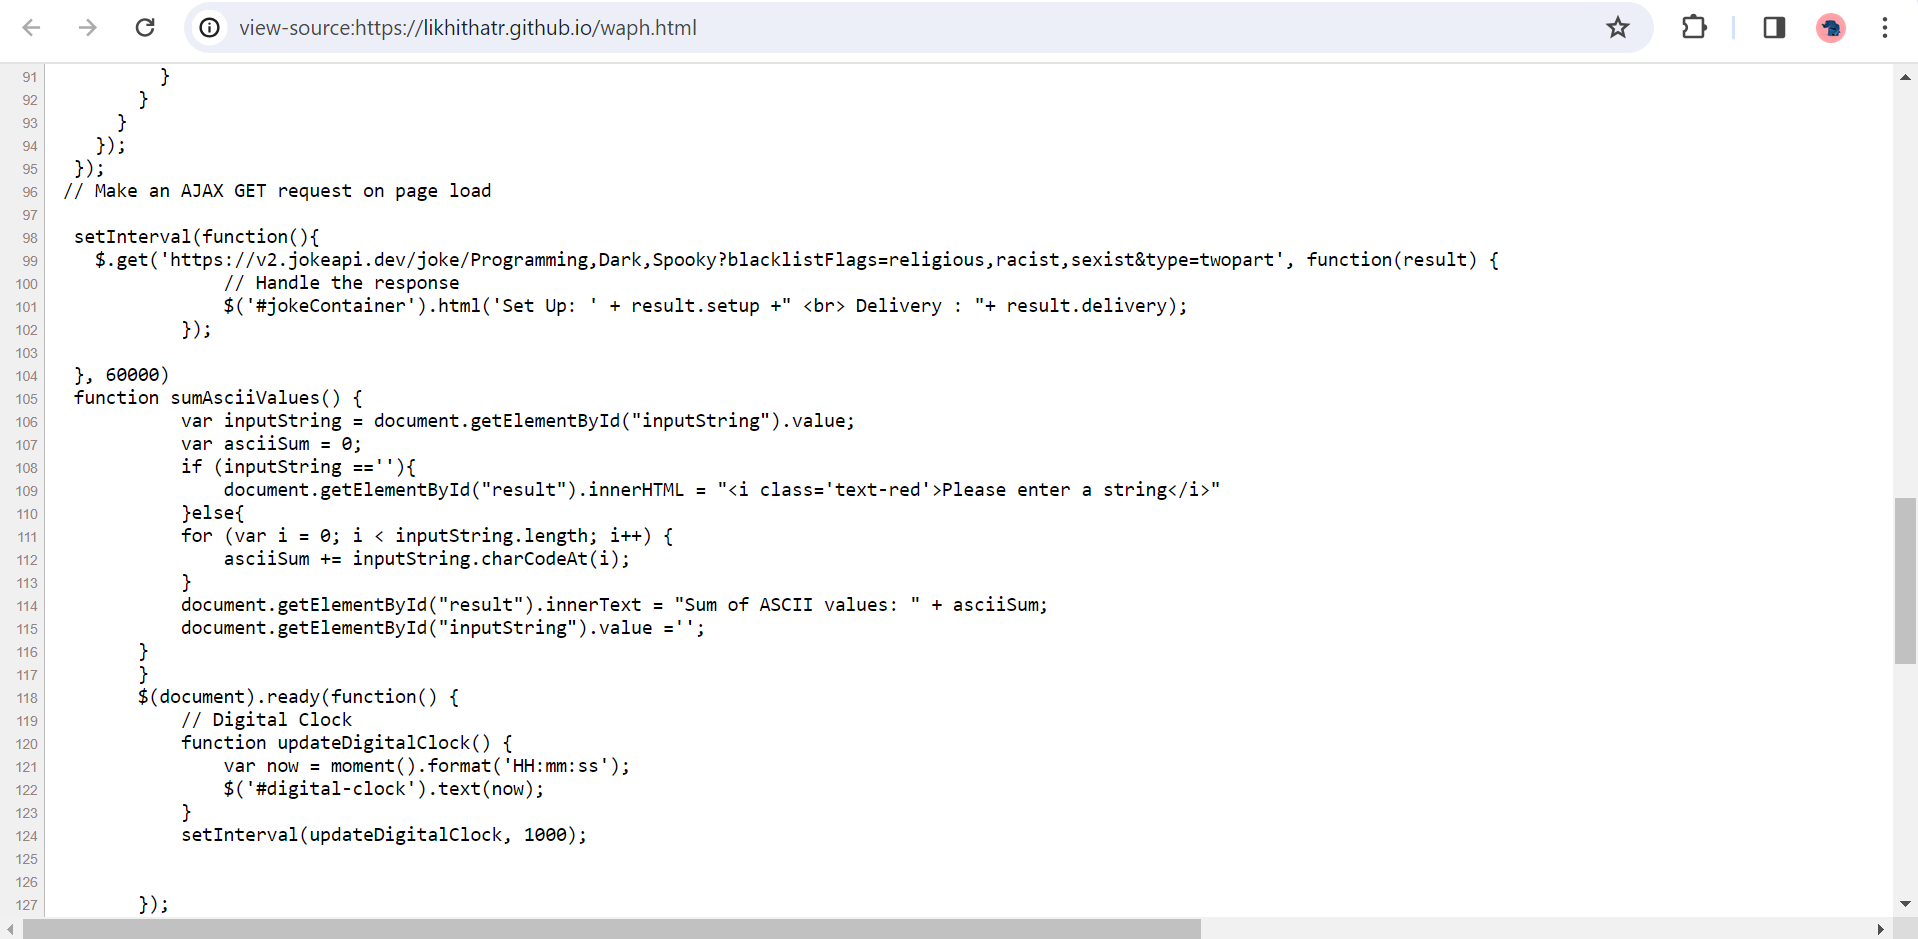 view-source:https://likhithatr.github.io/waph.html
91 }
92 }
93 }
94 });
95 });
96 // Make an AJAX GET request on page load
97
98 setInterval(function(){
99 $.get('https://v2.jokeapi.dev/joke/Programming,Dark,Spooky?blacklistFlags=religious,racist,sexist&type=twopart', function(result) {
100 // Handle the response
101 $('#jokeContainer').html('Set Up: ' + result.setup +" <br> Delivery : "+ result.delivery);
102 });
103
104 }, 60000)
105 function sumAsciiValues() {
106 var inputString = document.getElementById("inputString").value;
107 var asciiSum = 0;
108 if (inputString ==''){
109 document.getElementById("result").innerHTML = "<i class='text-red'>Please enter a string</i>"
110 }else{
111 for (var i = 0; i < inputString.length; i++) {
112 asciiSum += inputString.charCodeAt(i);
113 }
114 document.getElementById("result").innerText = "Sum of ASCII values: " + asciiSum;
115 document.getElementById("inputString").value ='';
116 }
117 }
118 $(document).ready(function() {
119 // Digital Clock
120 function updateDigitalClock() {
121 var now = moment().format('HH:mm:ss');
122 $('#digital-clock').text(now);
123 }
124 setInterval(updateDigitalClock, 1000);
125
126
127 });